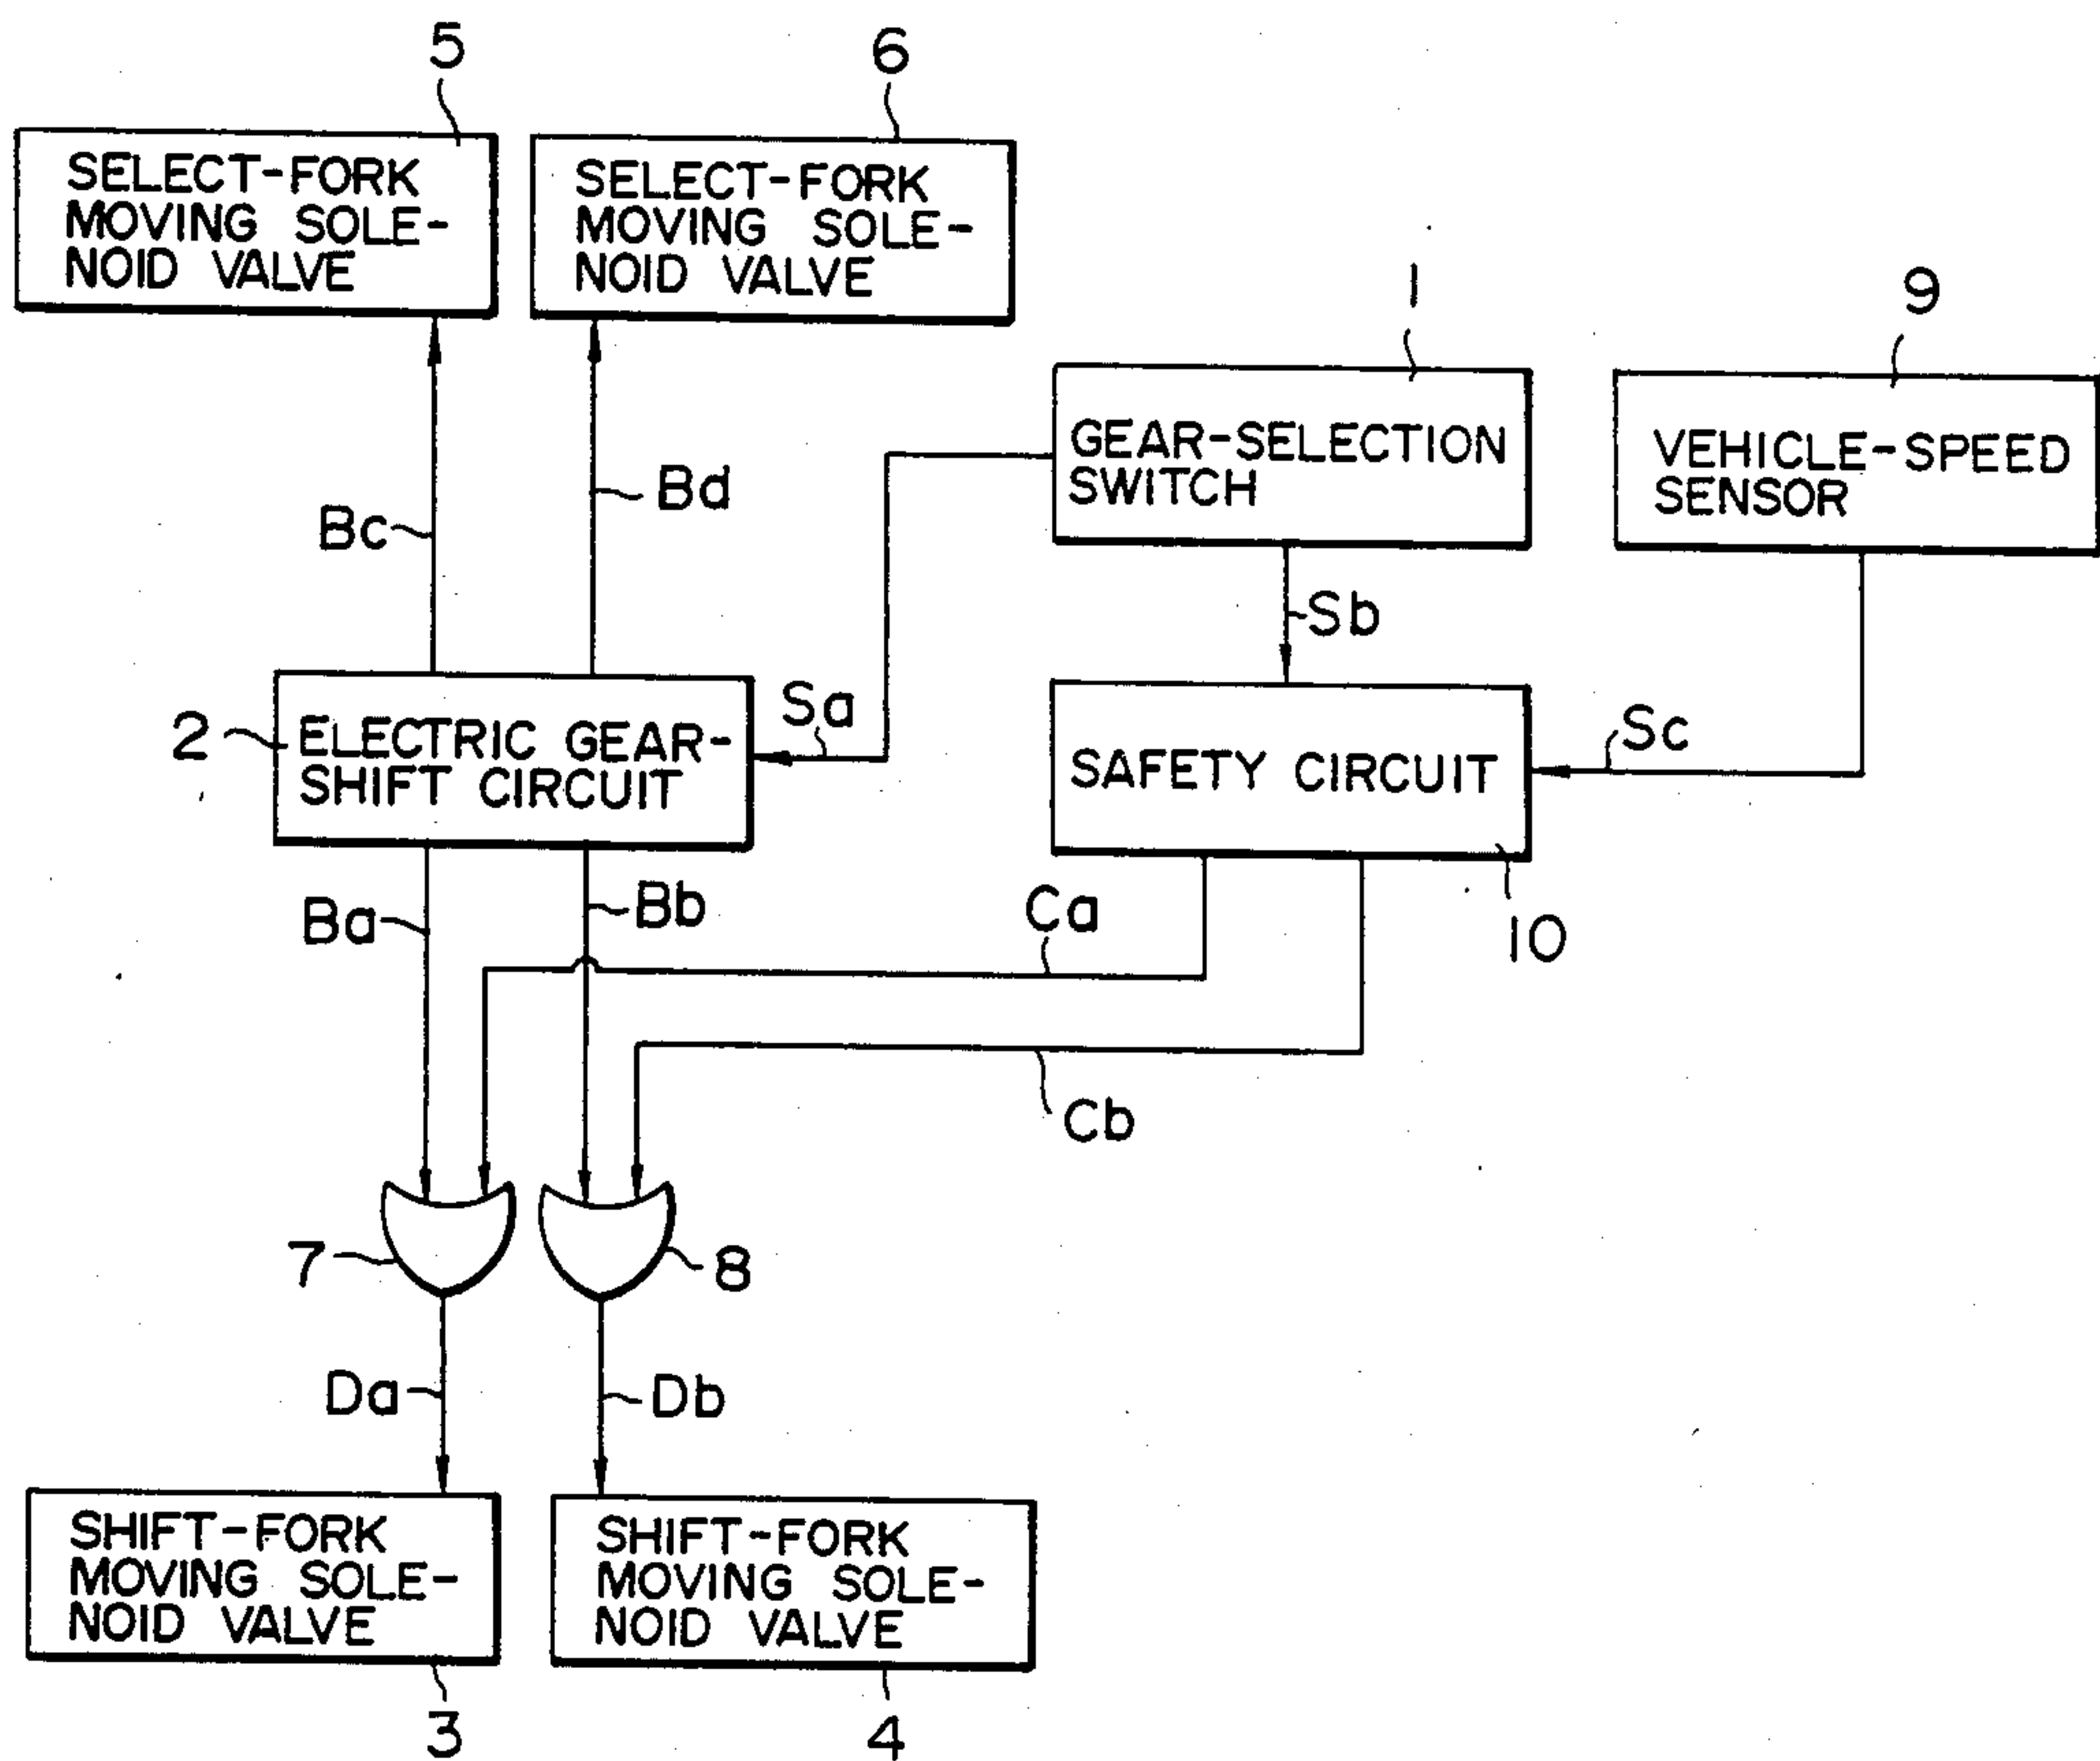 5
6
SELECT-FORK
MOVING SOLE-
NOID VALVE
SELECT-FORK
MOVING SOLE-
NOID VALVE
1
9
GEAR-SELECTION
SWITCH
VEHICLE-SPEED
SENSOR
Bc
Bd
Sb
2
ELECTRIC GEAR-
SHIFT CIRCUIT
Sa
SAFETY CIRCUIT
Sc
Ba
Bb
Ca
10
Cb
7
8
Da
Db
SHIFT-FORK
MOVING SOLE-
NOID VALVE
SHIFT-FORK
MOVING SOLE-
NOID VALVE
3
4